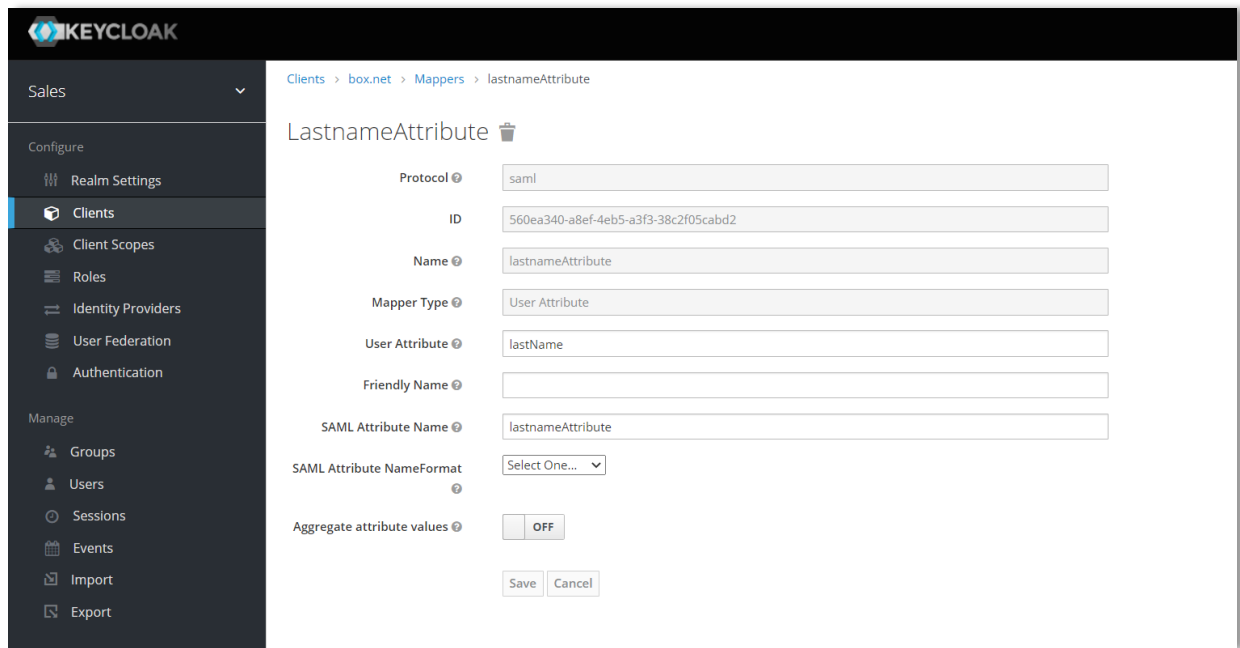 KEYCLOAK
Sales
Configure
Realm Settings
Clients
Client Scopes
Roles
Identity Providers
User Federation
Authentication
Manage
Groups
Users
Sessions
Events
Import
Export
Clients > box.net > Mappers > lastnameAttribute
LastnameAttribute
Protocol saml
ID 560ea340-a8ef-4eb5-a3f3-38c2f05cabd2
Name lastnameAttribute
Mapper Type User Attribute
User Attribute lastName
Friendly Name
SAML Attribute Name lastnameAttribute
SAML Attribute NameFormat Select One...
Aggregate attribute values OFF
Save Cancel